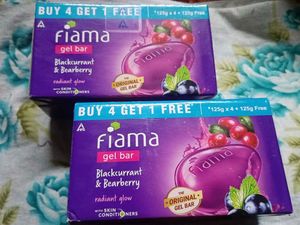 BUY 4 GET 1 FREE* *125g x 4 + 125g Free
Fiama
gel bar
Blackcurrant
& Bearberry
radiant glow
WITH SKIN
CONDITIONERS
The
ORIGINAL
GEL BAR
BUY 4 GET 1 FREE* *125g x 4 + 125g Free
Fiama
gel bar
Blackcurrant
& Bearberry
radiant glow
WITH SKIN
CONDITIONERS
Fiama
The
ORIGINAL
GEL BAR